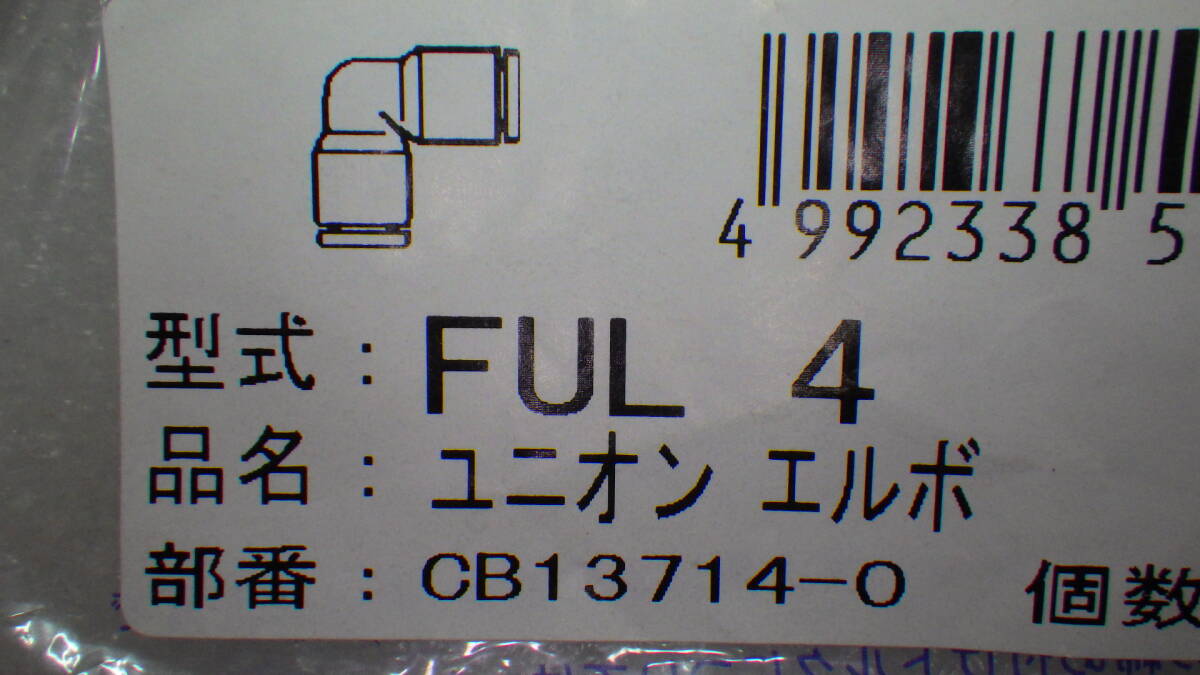 4 992338 5
型式 : FUL 4
品名 : ユニオン エルボ
部番 : CB13714-0 個数